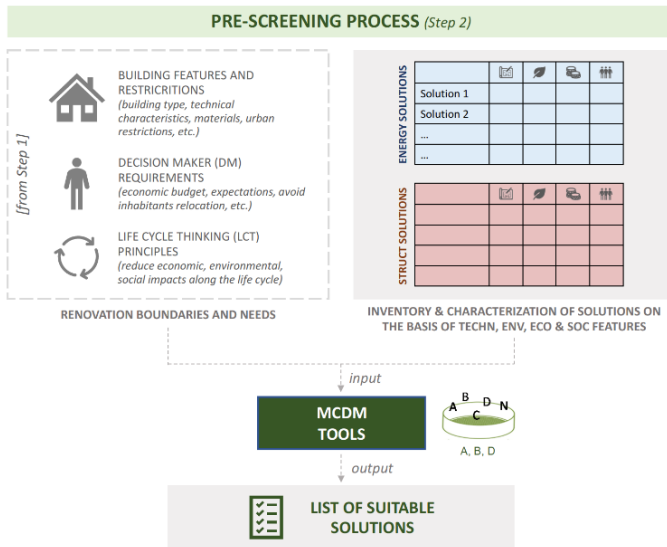 PRE-SCREENING PROCESS (Step 2)
[from Step 1]
BUILDING FEATURES AND
RESTRICRITIONS
(building type, technical
characteristics, materials, urban
restrictions, etc.)
DECISION MAKER (DM)
REQUIREMENTS
(economic budget, expectations, avoid
inhabitants relocation, etc.)
LIFE CYCLE THINKING (LCT)
PRINCIPLES
(reduce economic, environmental,
social impacts along the life cycle)
RENOVATION BOUNDARIES AND NEEDS
ENERGY SOLUTIONS
Solution 1
Solution 2
...
...
STRUCT SOLUTIONS
INVENTORY & CHARACTERIZATION OF SOLUTIONS ON
THE BASIS OF TECHN, ENV, ECO & SOC FEATURES
input
MCDM
TOOLS
A B C D N
A, B, D
output
LIST OF SUITABLE
SOLUTIONS